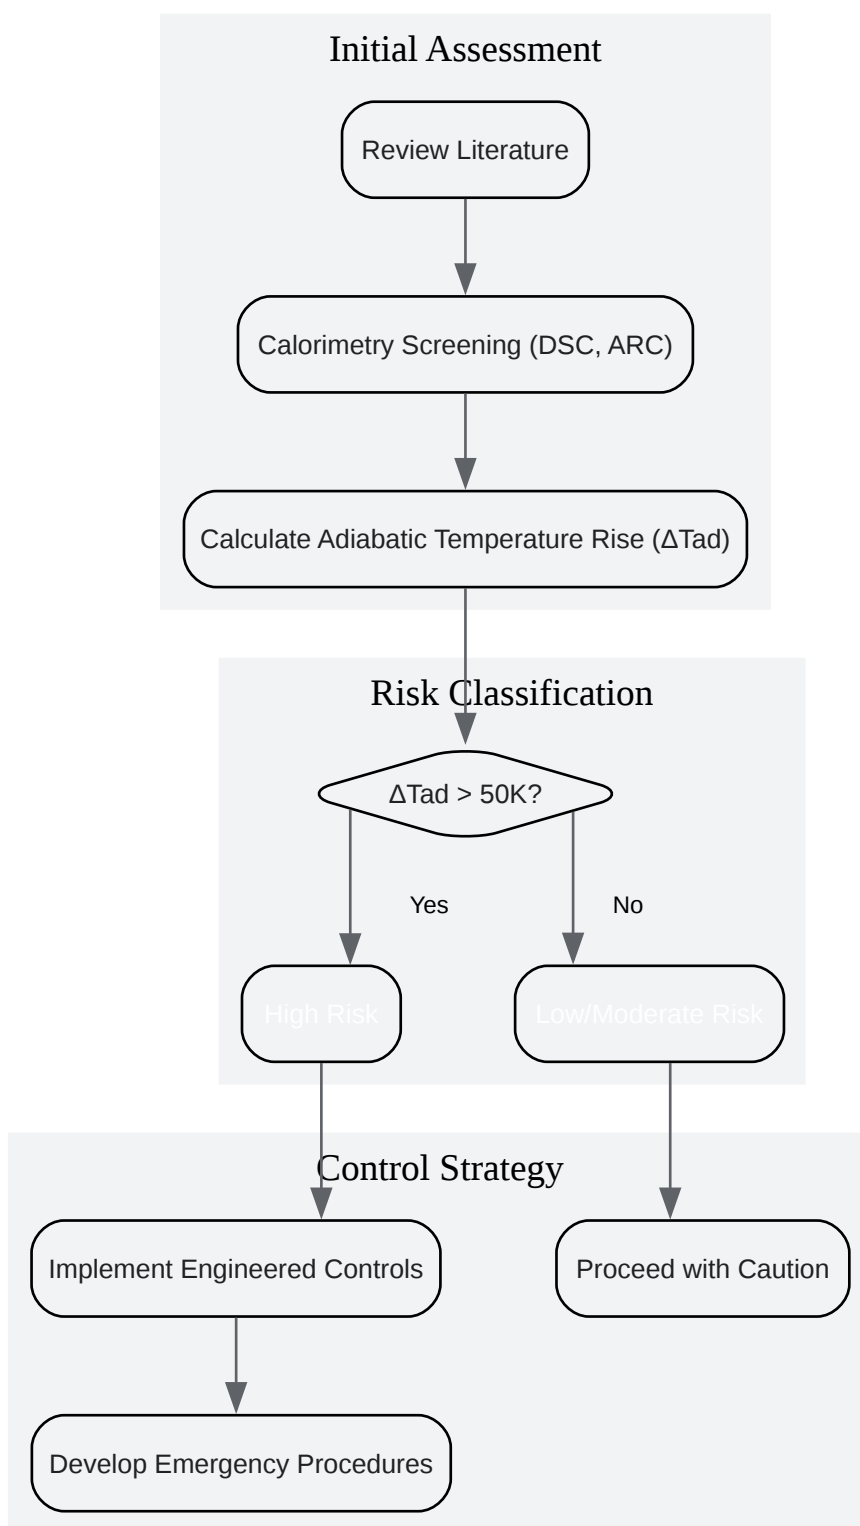 Initial Assessment
Review Literature
Calorimetry Screening (DSC, ARC)
Calculate Adiabatic Temperature Rise (ΔTad)
Risk Classification
ΔTad > 50K?
Yes
No
High Risk
Low/Moderate Risk
Control Strategy
Implement Engineered Controls
Proceed with Caution
Develop Emergency Procedures